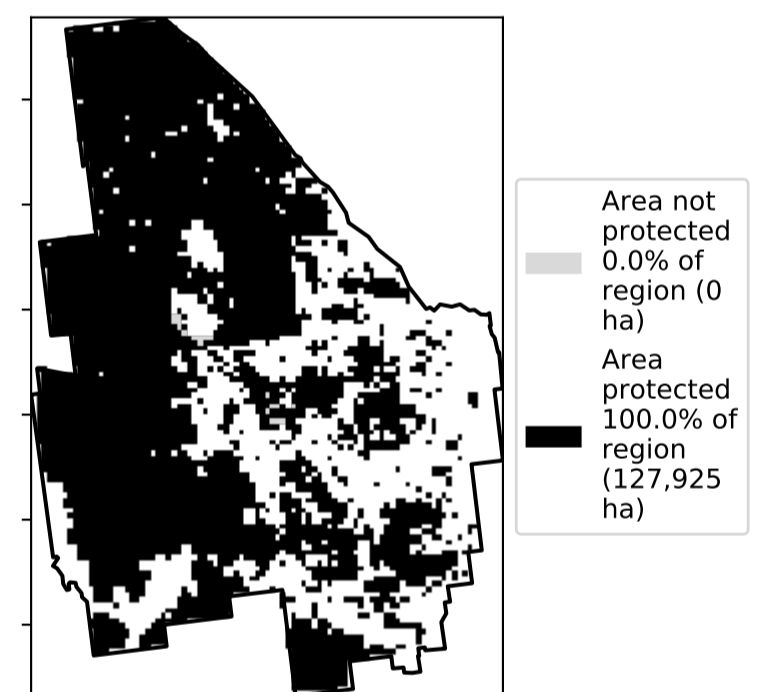 Area not
protected
0.0% of
region (0
ha)
Area
protected
100.0% of
region
(127,925
ha)